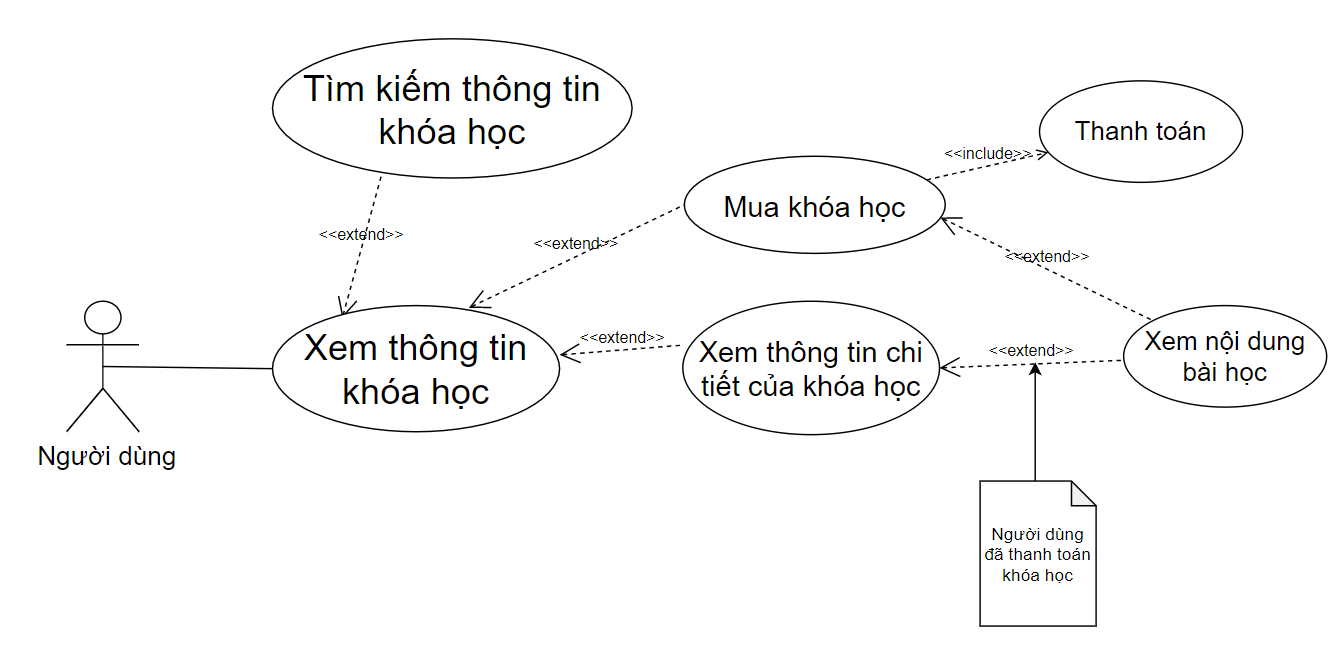 Tìm kiếm thông tin
khóa học
Thanh toán
<<include>>
Mua khóa học
<<extend>>
<<extend>>
<<extend>>
Xem thông tin
khóa học
<<extend>>
Xem thông tin chi
tiết của khóa học
<<extend>>
Xem nội dung
bài học
Người dùng
Người dùng
đã thanh toán
khóa học